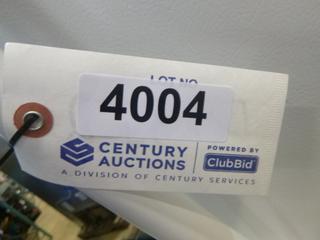 LOT NO
4004
CENTURY AUCTIONS
POWERED BY
ClubBid
A DIVISION OF CENTURY SERVICES